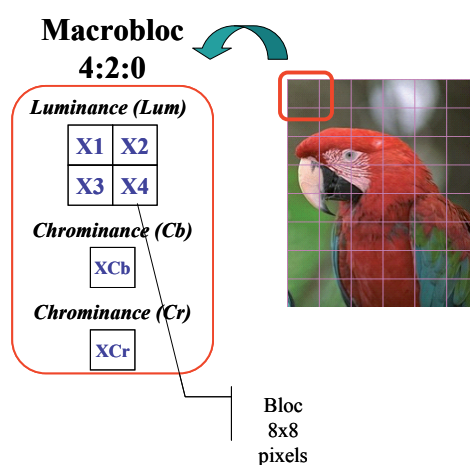 Macrobloc
4:2:0
Luminance (Lum)
X1 X2
X3 X4
Chrominance (Cb)
XCb
Chrominance (Cr)
XCr
Bloc
8x8
pixels